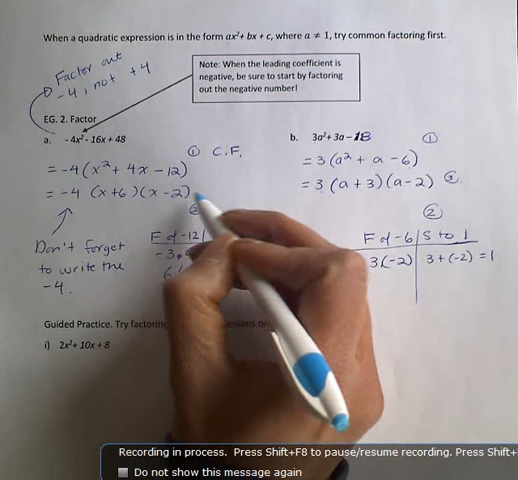 When a quadratic expression is in the form ax²+ bx + c, where a ≠ 1, try common factoring first.
Factor out
-4, not +4
Note: When the leading coefficient is
negative, be sure to start by factoring
out the negative number!
EG. 2. Factor
a. -4x² - 16x + 48
① C.F.
= -4(x² + 4x - 12)
= -4 (x+6)(x-2)
②
Don't forget
to write the
-4.
F of -12
-3,
b. 3a²+ 3a - 18
①
= 3(a² + a - 6)
= 3 (a+3)(a-2) ③
②
F of -6 | S to 1
3(-2) | 3+(-2) = 1
Guided Practice. Try factoring
i) 2x²+ 10x + 8
Recording in process. Press Shift+F8 to pause/resume recording. Press Shift+
Do not show this message again